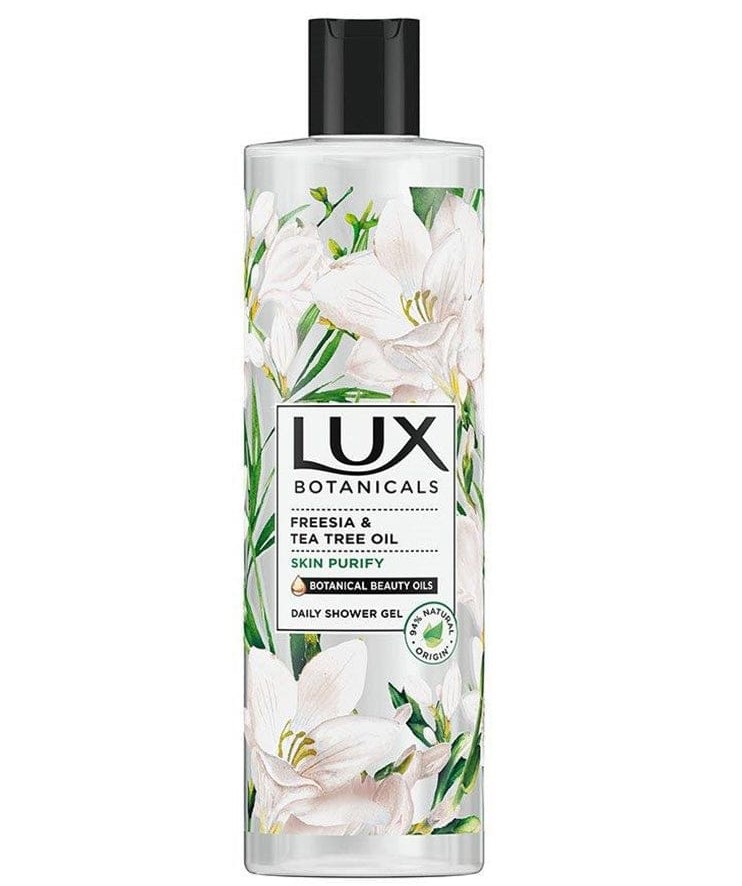 LUX
BOTANICALS
FREESIA &
TEA TREE OIL
SKIN PURIFY
BOTANICAL BEAUTY OILS
DAILY SHOWER GEL
94% NATURAL
ORIGIN*